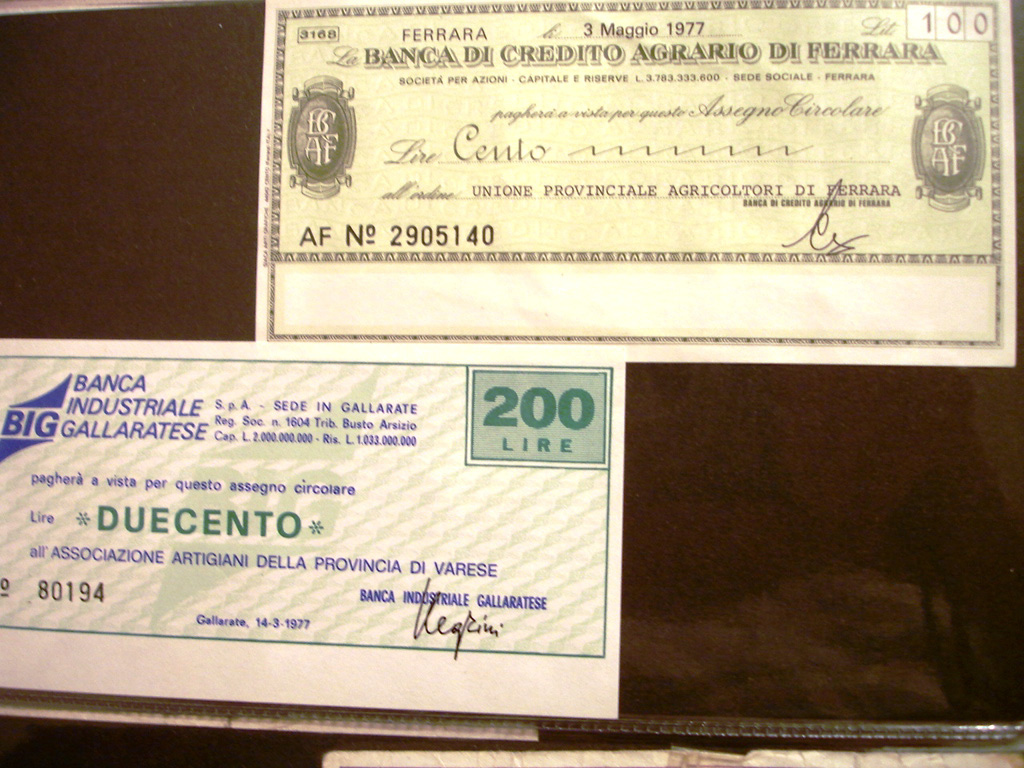 3168 FERRARA li 3 Maggio 1977 Lit. 100
La BANCA DI CREDITO AGRARIO DI FERRARA
SOCIETÀ PER AZIONI - CAPITALE E RISERVE L. 3.783.333.600 - SEDE SOCIALE - FERRARA
pagherà a vista per questo Assegno Circolare
BC AF
BC AF
Lire Cento
all'ordine UNIONE PROVINCIALE AGRICOLTORI DI FERRARA
BANCA DI CREDITO AGRARIO DI FERRARA
AF Nº 2905140
BIG BANCA
INDUSTRIALE
GALLARATESE
S.p.A. - SEDE IN GALLARATE
Reg. Soc. n. 1604 Trib. Busto Arsizio
Cap. L. 2.000.000.000 - Ris. L. 1.033.000.000
200
LIRE
pagherà a vista per questo assegno circolare
Lire *DUECENTO*
all'ASSOCIAZIONE ARTIGIANI DELLA PROVINCIA DI VARESE
º 80194
BANCA INDUSTRIALE GALLARATESE
Gallarate, 14-3-1977